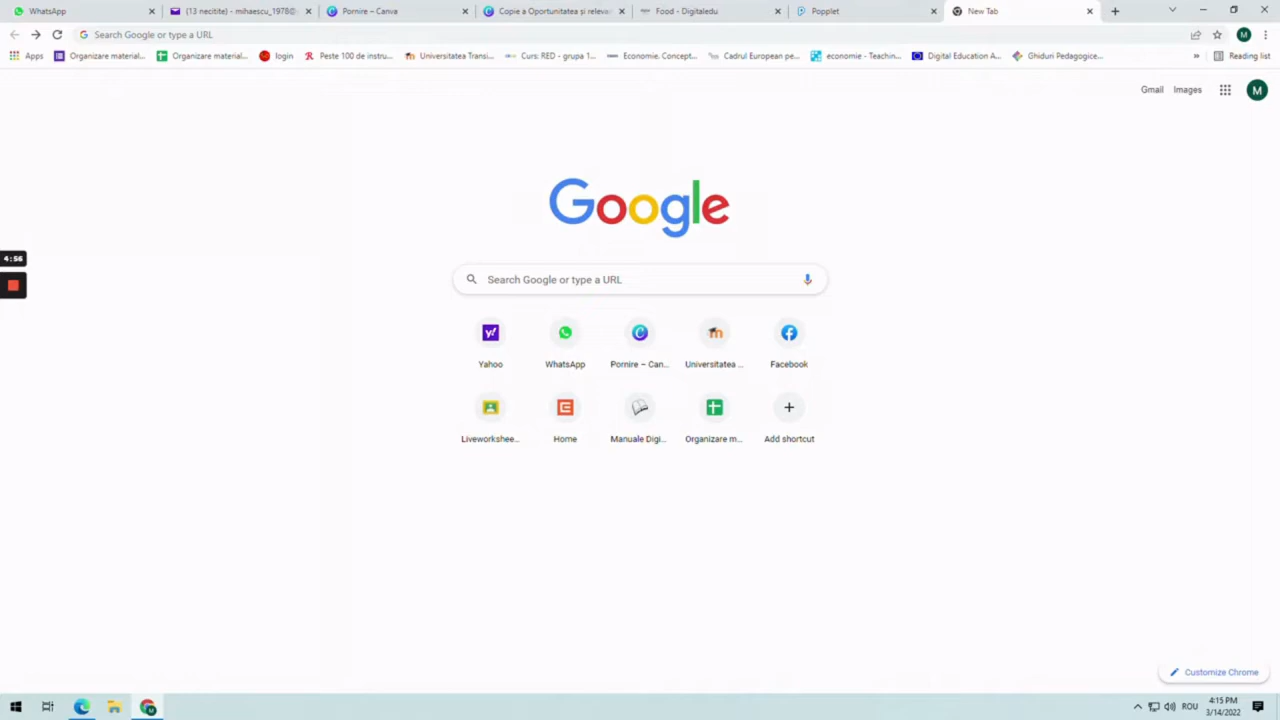 WhatsApp
(13 necitite) - mihaescu_1978@
Pornire – Canva
Copie a Oportunitatea și releva
Food - Digitaledu
Popplet
New Tab
Search Google or type a URL
M
Apps
Organizare material...
Organizare material...
login
Peste 100 de instru...
Universitatea Transi...
Curs: RED - grupa 1...
Economie. Concept...
Cadrul European pe...
economie - Teachin...
Digital Education A...
Ghiduri Pedagogice...
»
Reading list
Gmail
Images
M
Google
4:56
Search Google or type a URL
Yahoo
WhatsApp
Pornire – Can...
Universitatea ...
Facebook
Liveworkshee...
Home
Manuale Digi...
Organizare m...
Add shortcut
Customize Chrome
ROU
4:15 PM
3/14/2022